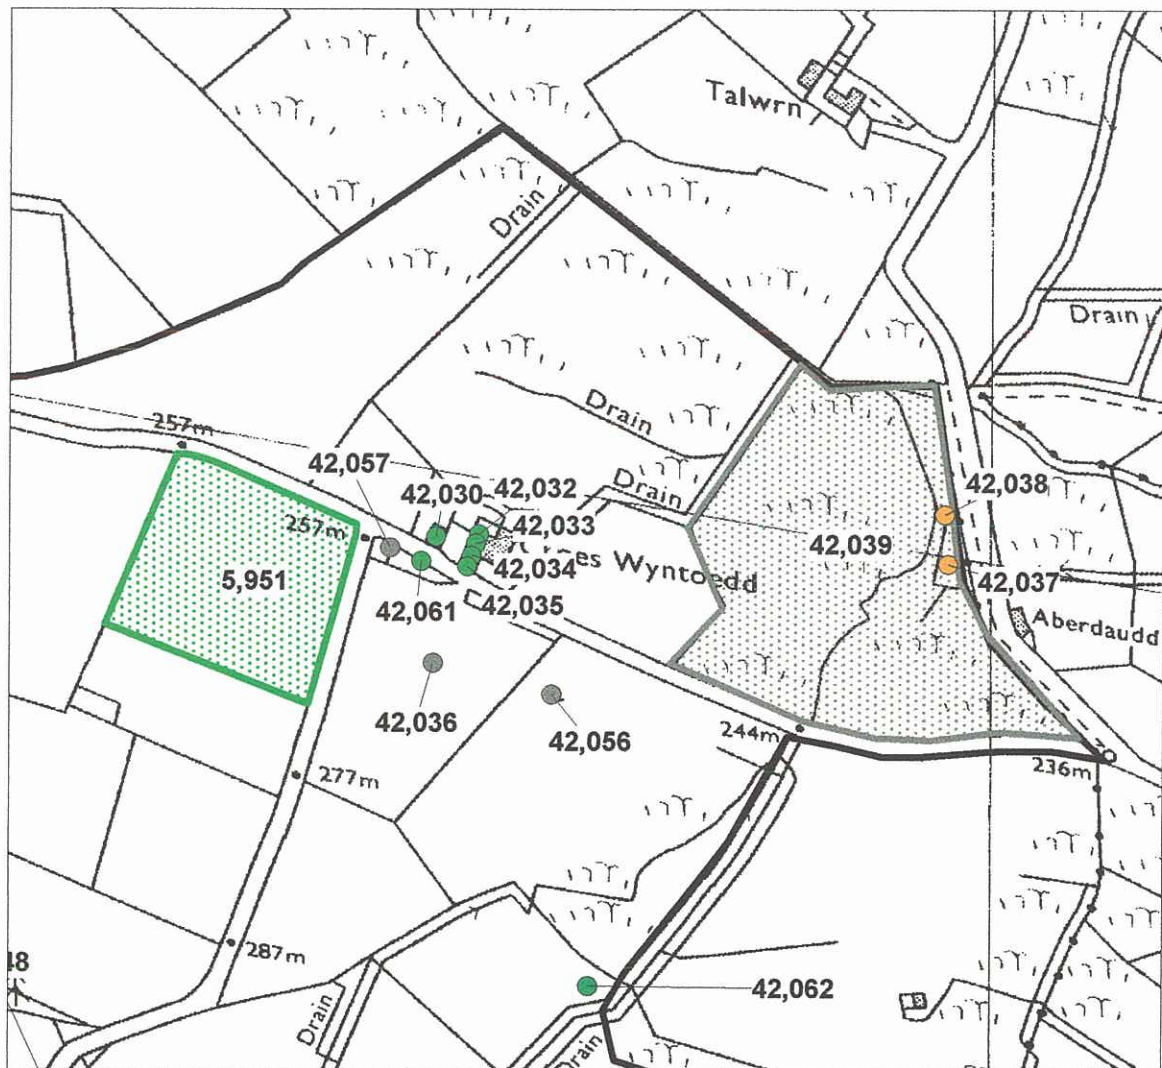 Talwrn
Drain
Drain
Drain
257m
42,057
42,030
42,032
Drain
42,038
42,033
257m
42,039
5,951
42,034
es Wyntoedd
42,037
42,061
42,035
Aberdaudd
42,036
42,056
244m
236m
277m
287m
48
42,062
Drain
Drain